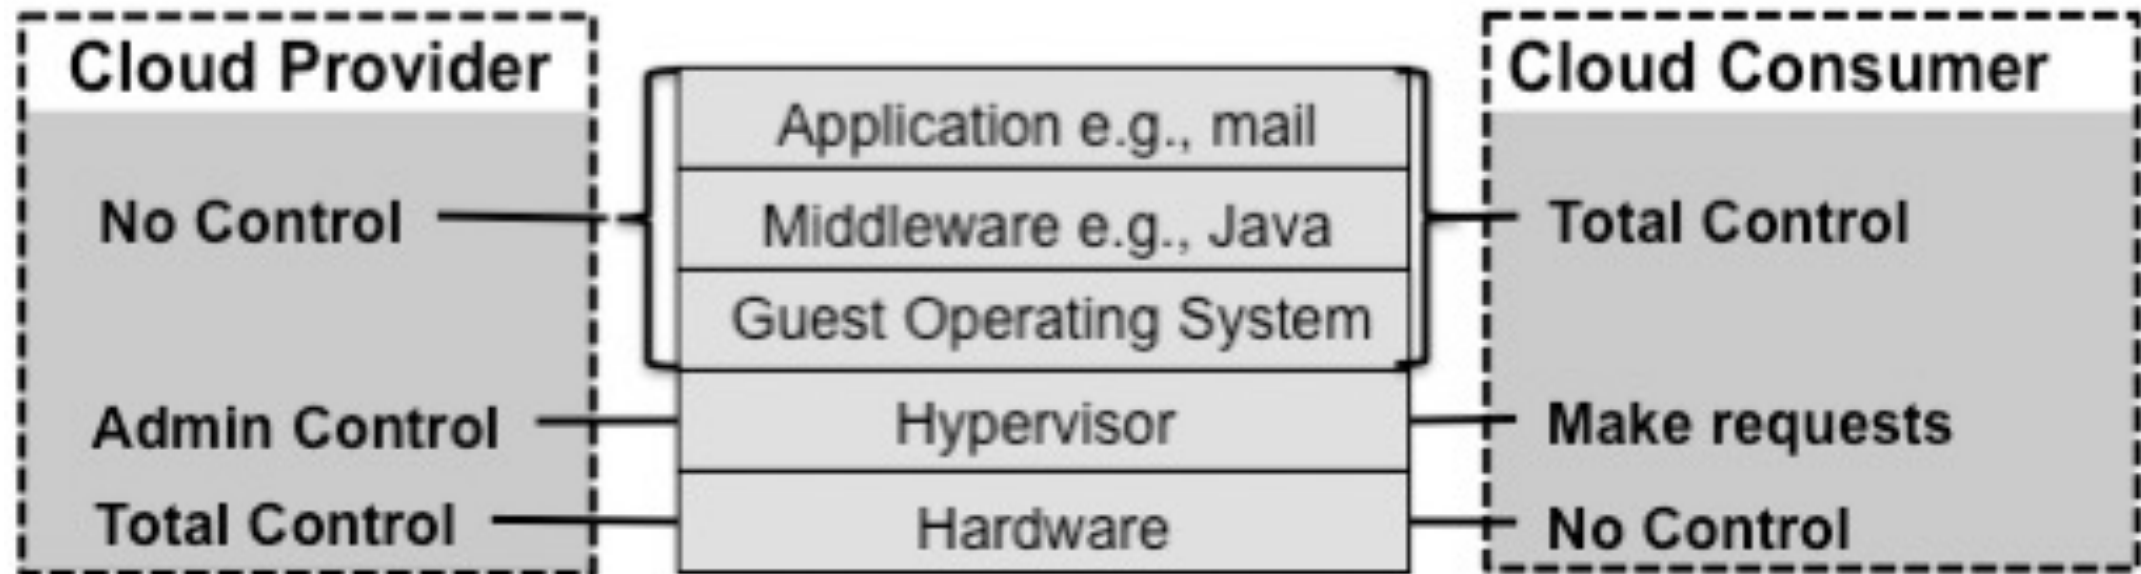 Cloud Provider
Cloud Consumer
Application e.g., mail
No Control
Middleware e.g., Java
Total Control
Guest Operating System
Admin Control
Hypervisor
Make requests
Total Control
Hardware
No Control